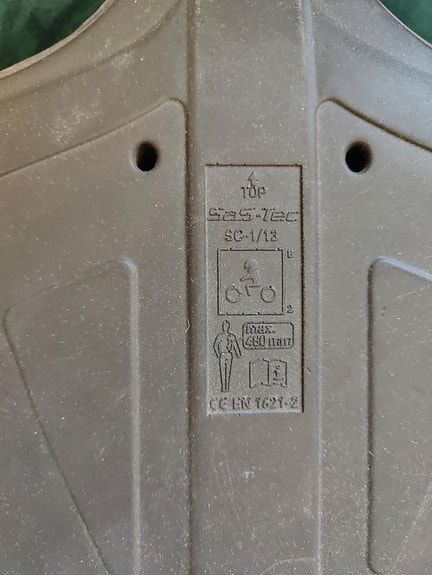 TOP
SaS-Tec
SC-1/13
B
2
max.
480 mm
i
CE EN 1621-2